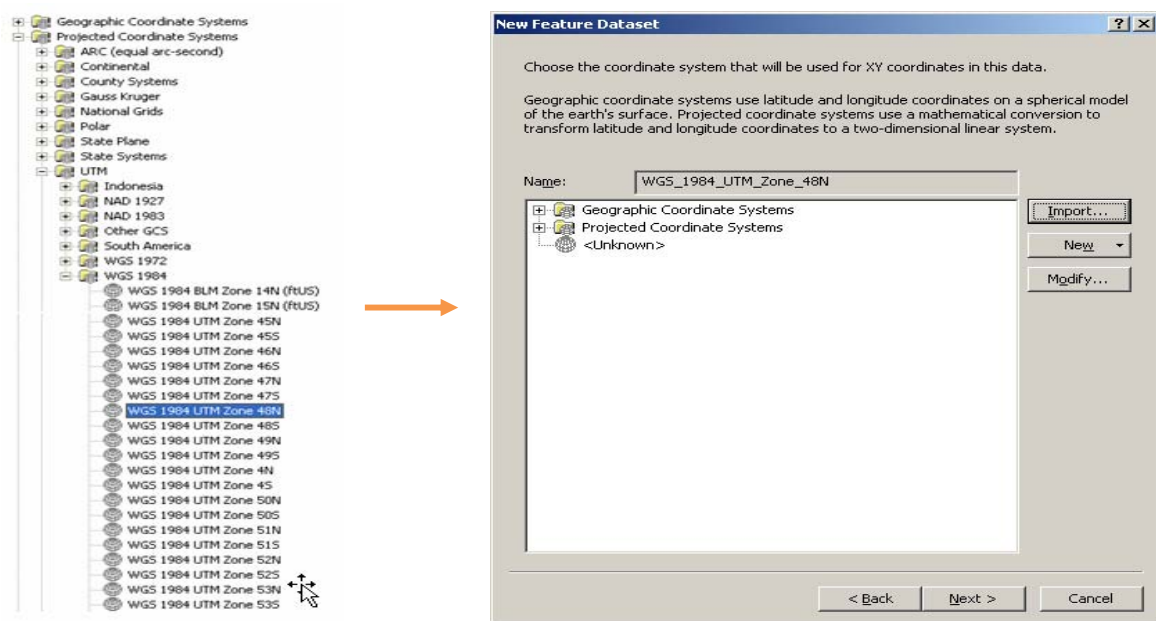 Geographic Coordinate Systems
Projected Coordinate Systems
ARC (equal arc-second)
Continental
County Systems
Gauss Kruger
National Grids
Polar
State Plane
State Systems
UTM
Indonesia
NAD 1927
NAD 1983
Other GCS
South America
WGS 1972
WGS 1984
WGS 1984 BLM Zone 14N (ftUS)
WGS 1984 BLM Zone 15N (ftUS)
WGS 1984 UTM Zone 45N
WGS 1984 UTM Zone 45S
WGS 1984 UTM Zone 46N
WGS 1984 UTM Zone 46S
WGS 1984 UTM Zone 47N
WGS 1984 UTM Zone 47S
WGS 1984 UTM Zone 48N
WGS 1984 UTM Zone 48S
WGS 1984 UTM Zone 49N
WGS 1984 UTM Zone 49S
WGS 1984 UTM Zone 4N
WGS 1984 UTM Zone 4S
WGS 1984 UTM Zone 50N
WGS 1984 UTM Zone 50S
WGS 1984 UTM Zone 51N
WGS 1984 UTM Zone 51S
WGS 1984 UTM Zone 52N
WGS 1984 UTM Zone 52S
WGS 1984 UTM Zone 53N
WGS 1984 UTM Zone 53S
New Feature Dataset
Choose the coordinate system that will be used for XY coordinates in this data.
Geographic coordinate systems use latitude and longitude coordinates on a spherical model
of the earth's surface. Projected coordinate systems use a mathematical conversion to
transform latitude and longitude coordinates to a two-dimensional linear system.
Name: WGS_1984_UTM_Zone_48N
Geographic Coordinate Systems
Projected Coordinate Systems
<Unknown>
Import...
New
Modify...
< Back Next > Cancel